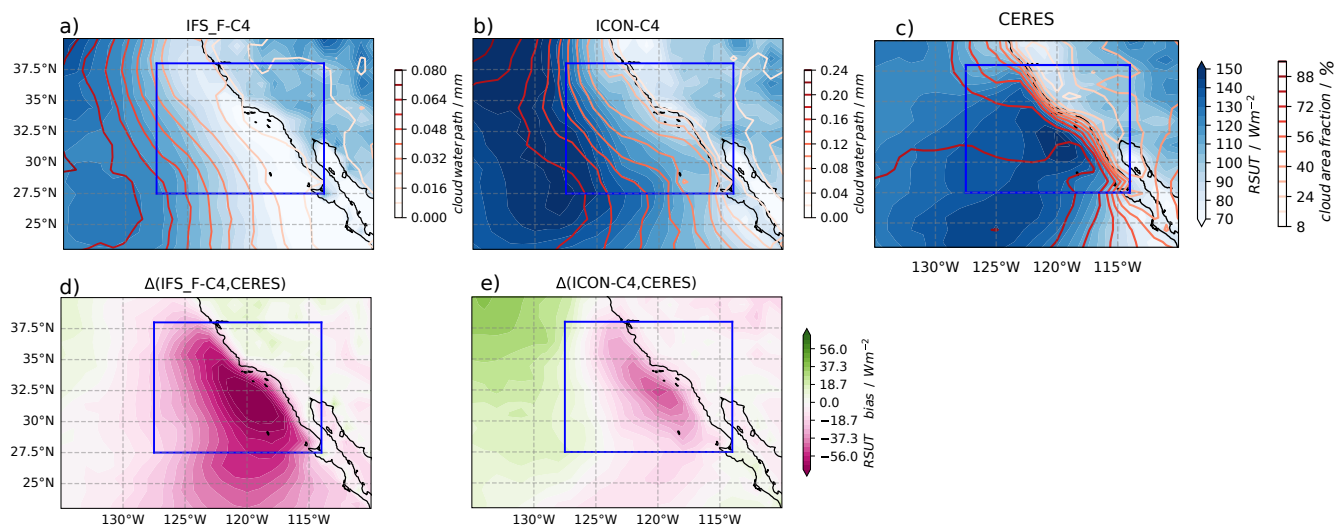 a) IFS_F-C4
b) ICON-C4
c) CERES
37.5°N
35°N
32.5°N
30°N
27.5°N
25°N
0.080
0.064
0.048
0.032
0.016
0.000
cloud waterpath / mm
0.24
0.20
0.16
0.12
0.08
0.04
0.00
cloud waterpath / mm
130°W 125°W 120°W 115°W
150
140
130
120
110
100
90
80
70
RSUT / Wm⁻²
88
72
56
40
24
8
cloud area fraction / %
d) Δ(IFS_F-C4,CERES)
e) Δ(ICON-C4,CERES)
37.5°N
35°N
32.5°N
30°N
27.5°N
25°N
130°W 125°W 120°W 115°W
130°W 125°W 120°W 115°W
56.0
37.3
18.7
0.0
−18.7
−37.3
−56.0
RSUT bias / Wm⁻²